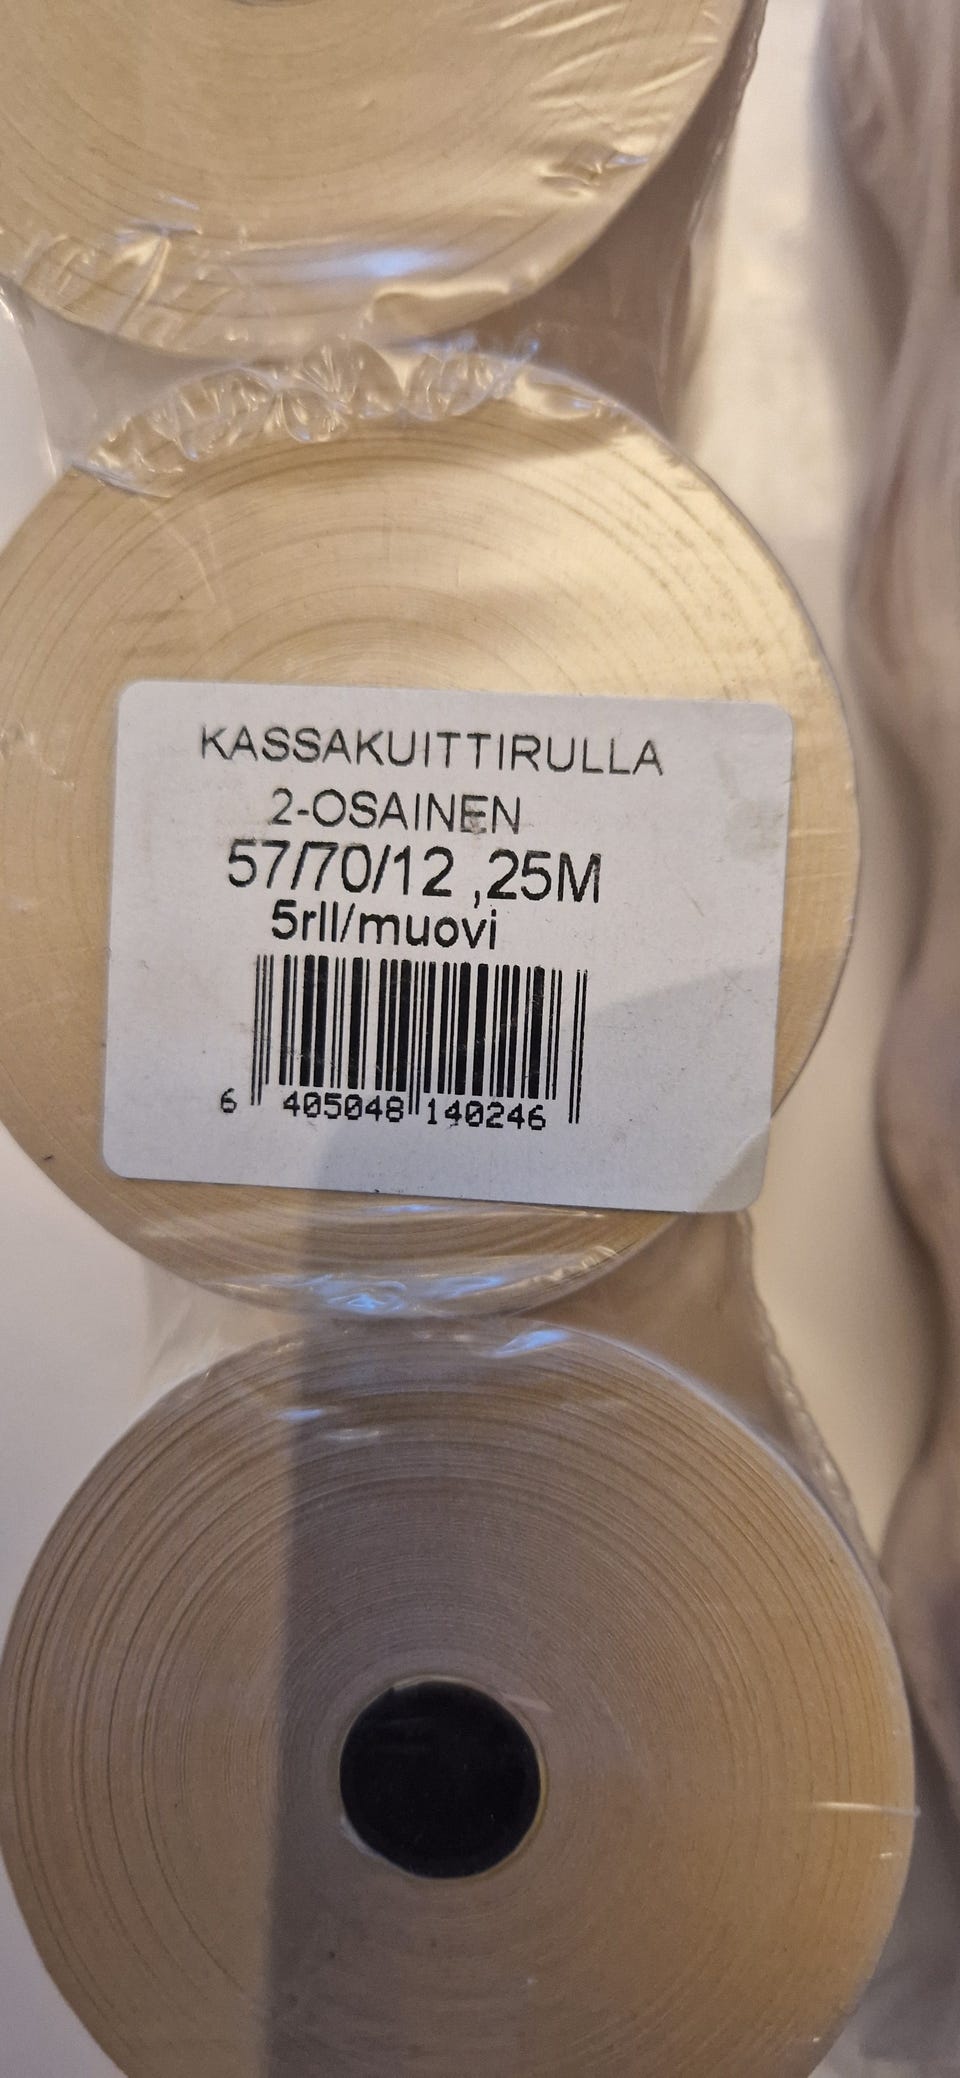 KASSAKUITTIRULLA
2-OSAINEN
57/70/12 ,25M
5rll/muovi
6 405048 140246